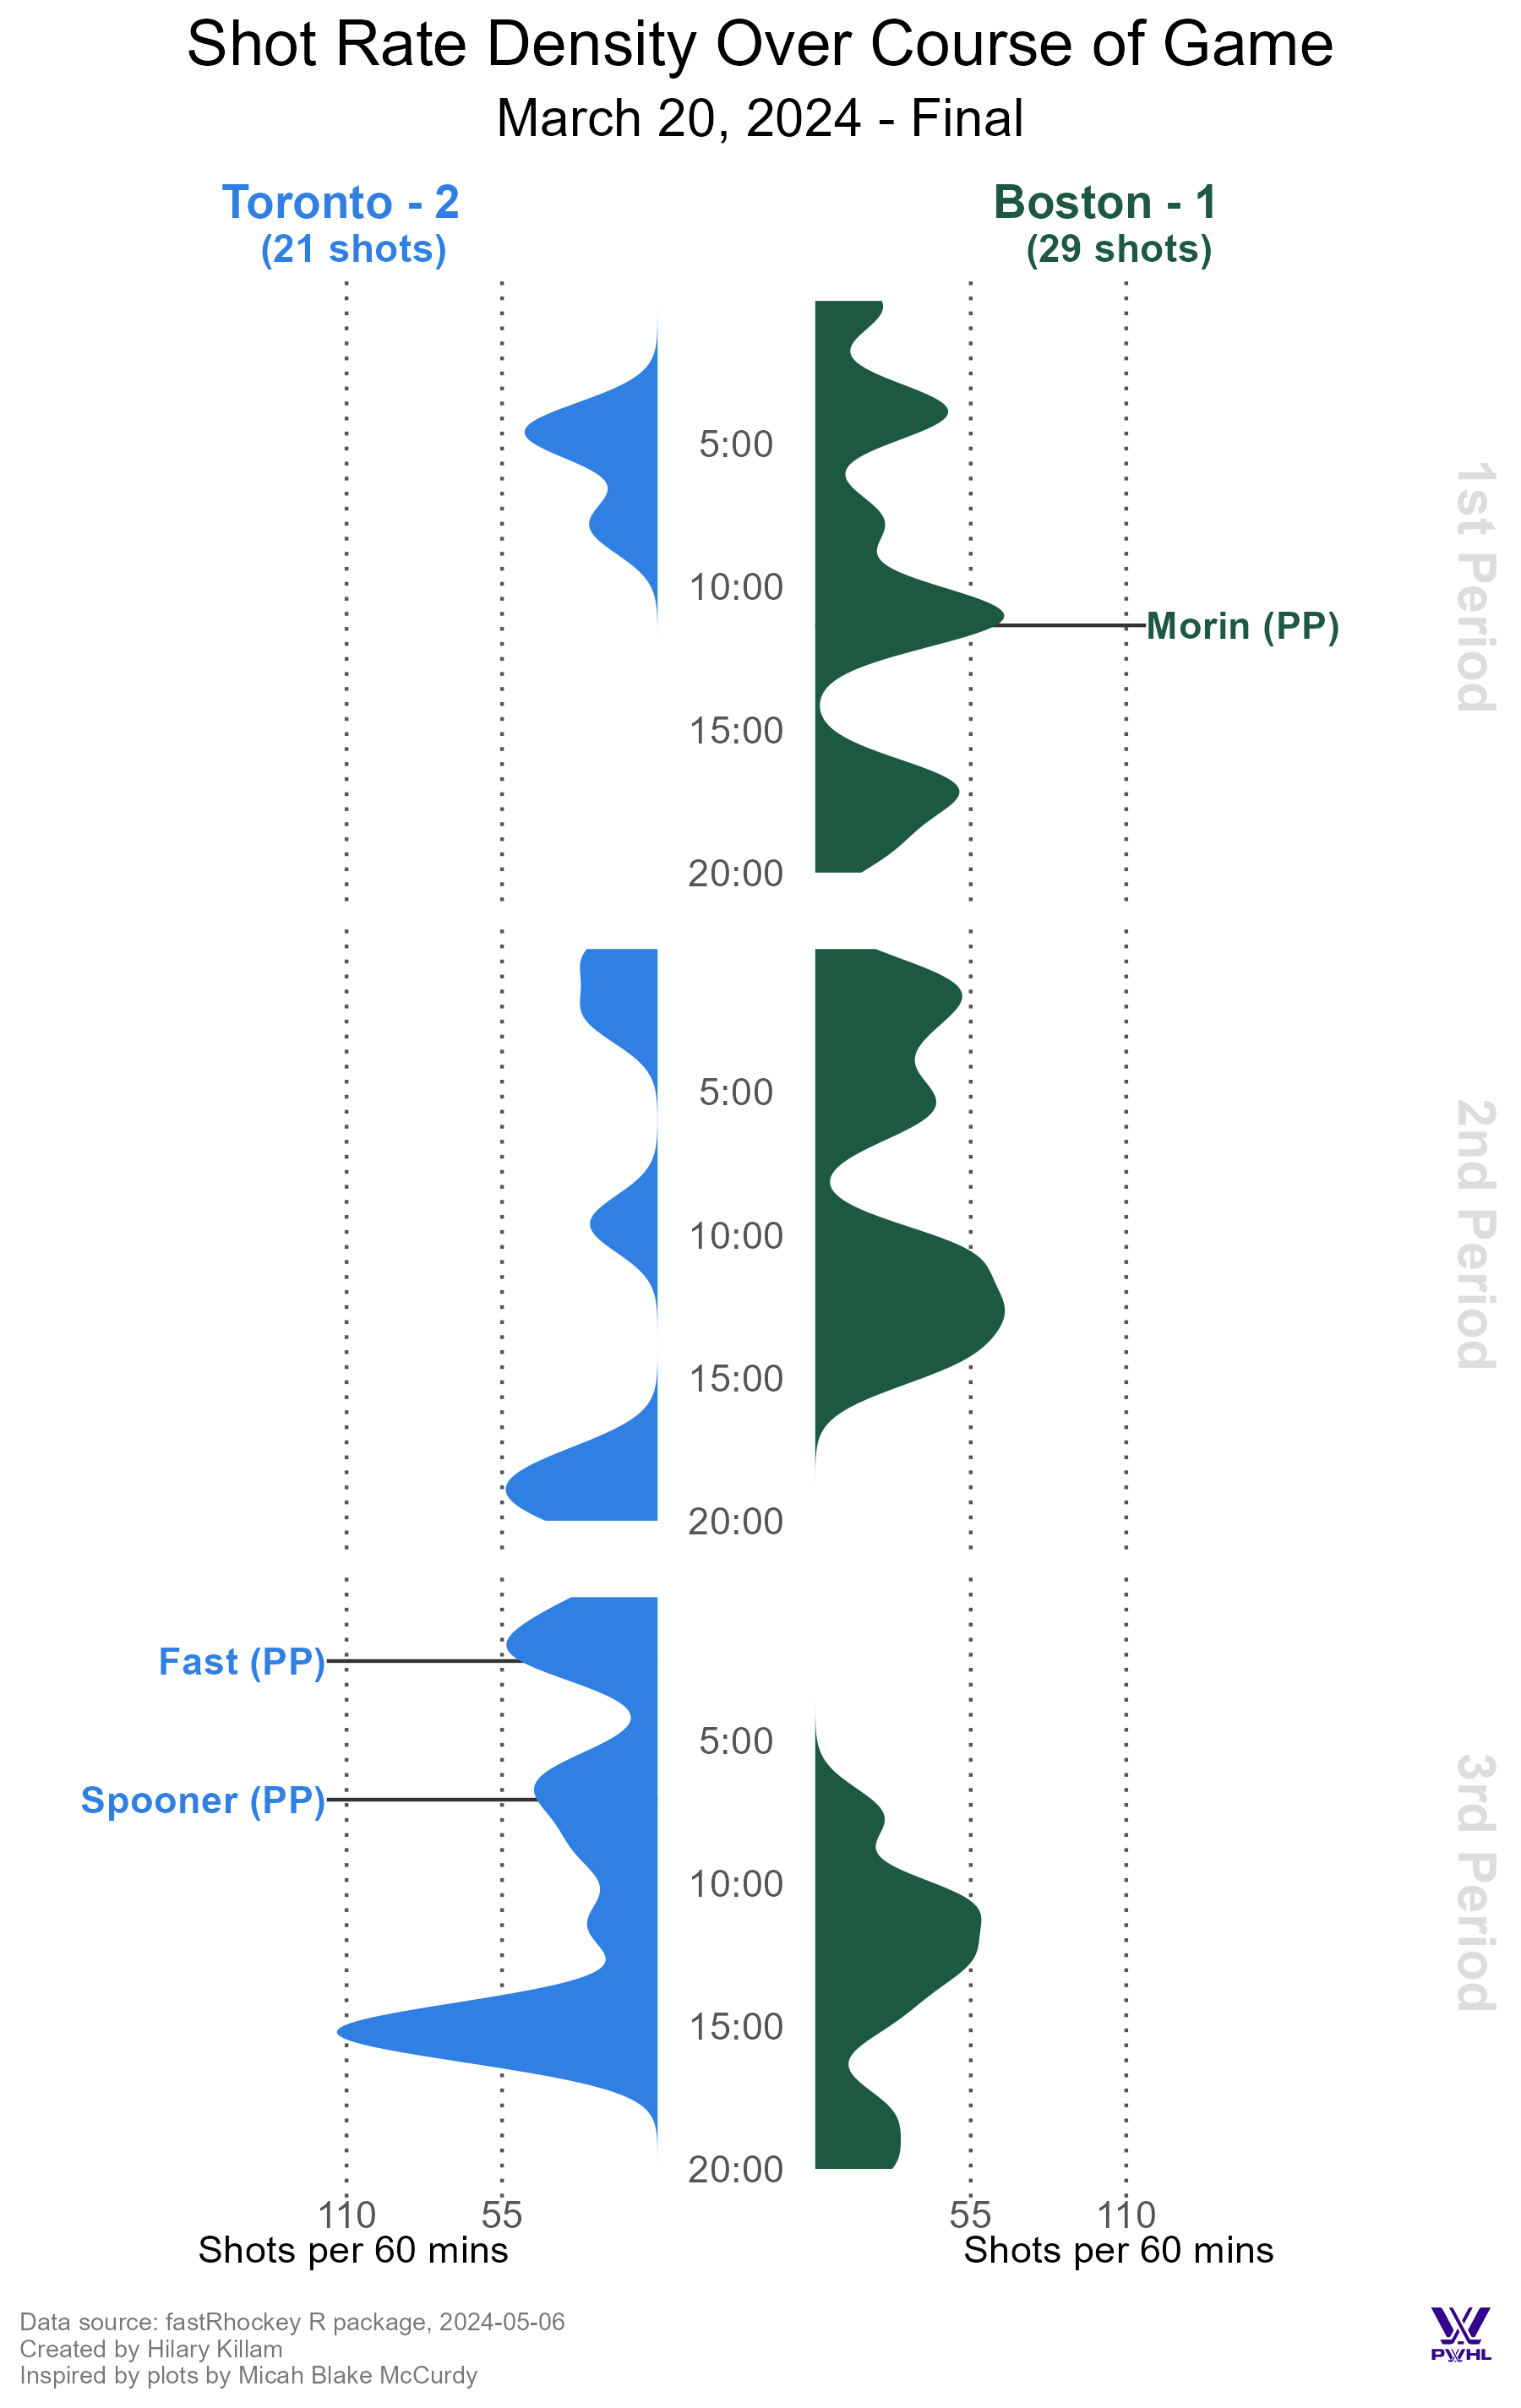 Shot Rate Density Over Course of Game
March 20, 2024 - Final
Toronto - 2
(21 shots)
Boston - 1
(29 shots)
5:00
10:00
Morin (PP)
15:00
20:00
1st Period
5:00
10:00
15:00
20:00
2nd Period
Fast (PP)
5:00
Spooner (PP)
10:00
15:00
20:00
3rd Period
110 55 55 110
Shots per 60 mins Shots per 60 mins
Data source: fastRhockey R package, 2024-05-06
Created by Hilary Killam
Inspired by plots by Micah Blake McCurdy
PWHL